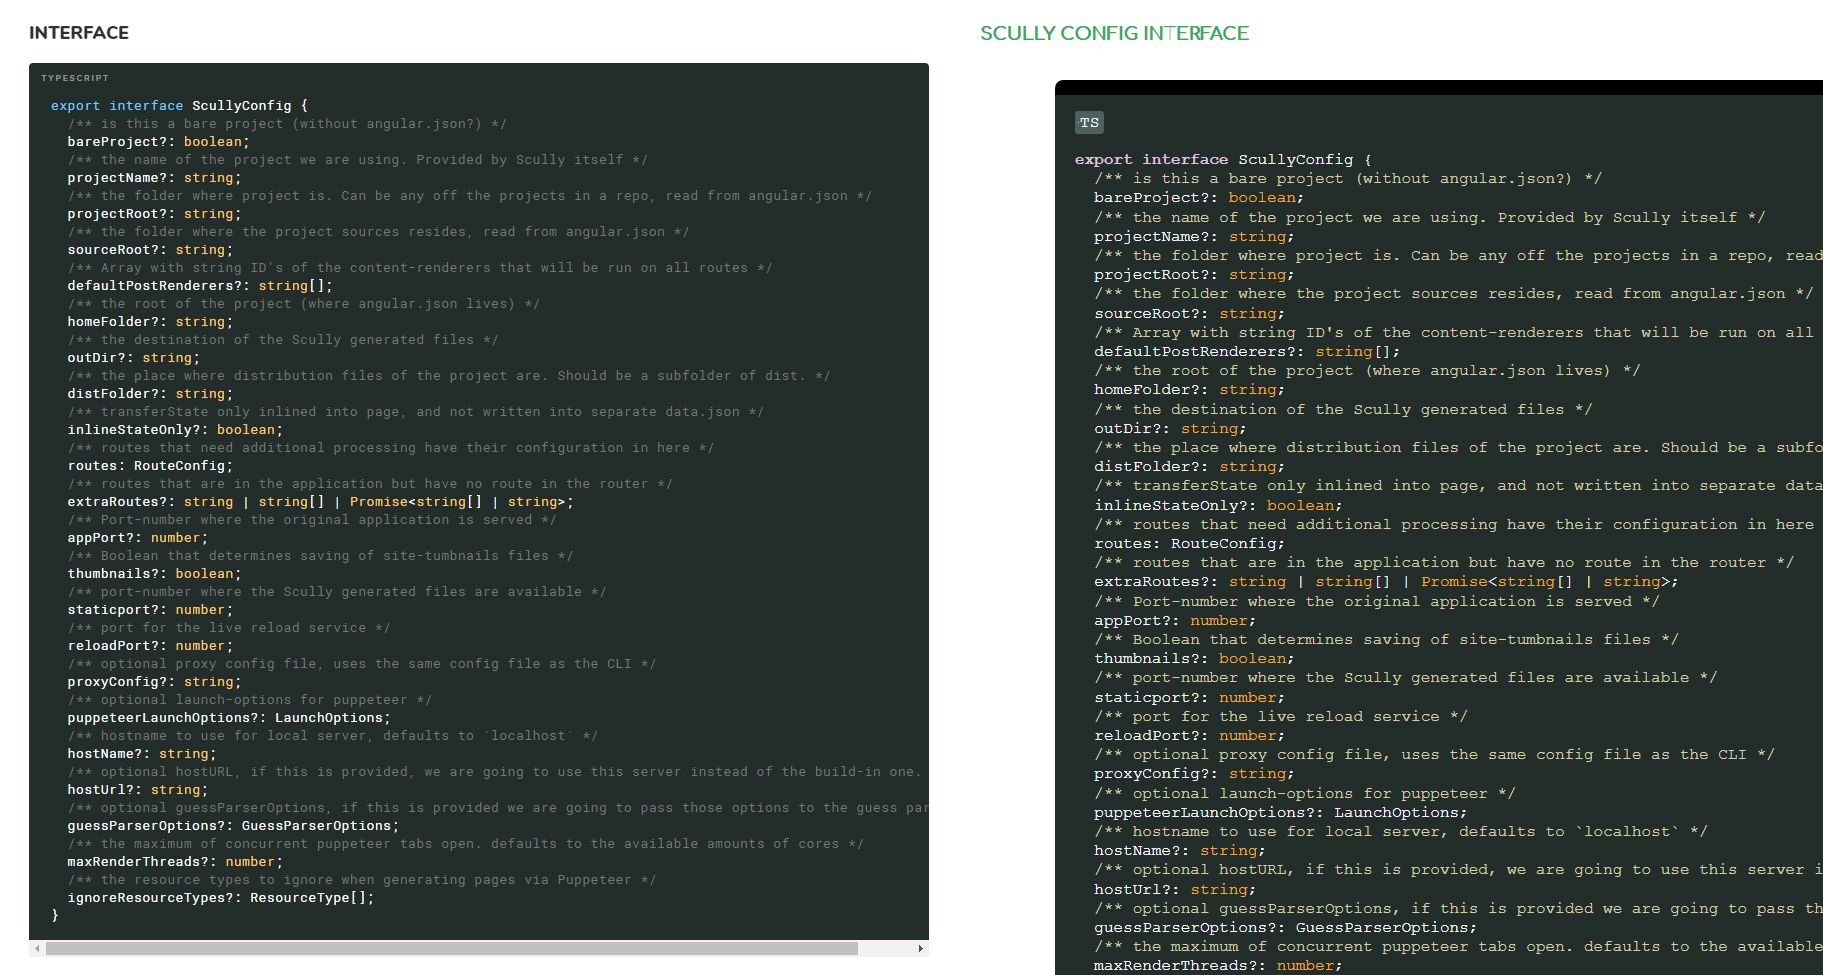 INTERFACE
TYPESCRIPT
export interface ScullyConfig {
/** is this a bare project (without angular.json?) */
bareProject?: boolean;
/** the name of the project we are using. Provided by Scully itself */
projectName?: string;
/** the folder where project is. Can be any off the projects in a repo, read from angular.json */
projectRoot?: string;
/** the folder where the project sources resides, read from angular.json */
sourceRoot?: string;
/** Array with string ID's of the content-renderers that will be run on all routes */
defaultPostRenderers?: string[];
/** the root of the project (where angular.json lives) */
homeFolder?: string;
/** the destination of the Scully generated files */
outDir?: string;
/** the place where distribution files of the project are. Should be a subfolder of dist. */
distFolder?: string;
/** transferState only inlined into page, and not written into separate data.json */
inlineStateOnly?: boolean;
/** routes that need additional processing have their configuration in here */
routes: RouteConfig;
/** routes that are in the application but have no route in the router */
extraRoutes?: string | string[] | Promise<string[] | string>;
/** Port-number where the original application is served */
appPort?: number;
/** Boolean that determines saving of site-tumbnails files */
thumbnails?: boolean;
/** port-number where the Scully generated files are available */
staticport?: number;
/** port for the live reload service */
reloadPort?: number;
/** optional proxy config file, uses the same config file as the CLI */
proxyConfig?: string;
/** optional launch-options for puppeteer */
puppeteerLaunchOptions?: LaunchOptions;
/** hostname to use for local server, defaults to `localhost` */
hostName?: string;
/** optional hostURL, if this is provided, we are going to use this server instead of the build-in one.
hostUrl?: string;
/** optional guessParserOptions, if this is provided we are going to pass those options to the guess par
guessParserOptions?: GuessParserOptions;
/** the maximum of concurrent puppeteer tabs open. defaults to the available amounts of cores */
maxRenderThreads?: number;
/** the resource types to ignore when generating pages via Puppeteer */
ignoreResourceTypes?: ResourceType[];
}
SCULLY CONFIG INTERFACE
TS
export interface ScullyConfig {
/** is this a bare project (without angular.json?) */
bareProject?: boolean;
/** the name of the project we are using. Provided by Scully itself */
projectName?: string;
/** the folder where project is. Can be any off the projects in a repo, read
projectRoot?: string;
/** the folder where the project sources resides, read from angular.json */
sourceRoot?: string;
/** Array with string ID's of the content-renderers that will be run on all
defaultPostRenderers?: string[];
/** the root of the project (where angular.json lives) */
homeFolder?: string;
/** the destination of the Scully generated files */
outDir?: string;
/** the place where distribution files of the project are. Should be a subfo
distFolder?: string;
/** transferState only inlined into page, and not written into separate data
inlineStateOnly?: boolean;
/** routes that need additional processing have their configuration in here
routes: RouteConfig;
/** routes that are in the application but have no route in the router */
extraRoutes?: string | string[] | Promise<string[] | string>;
/** Port-number where the original application is served */
appPort?: number;
/** Boolean that determines saving of site-tumbnails files */
thumbnails?: boolean;
/** port-number where the Scully generated files are available */
staticport?: number;
/** port for the live reload service */
reloadPort?: number;
/** optional proxy config file, uses the same config file as the CLI */
proxyConfig?: string;
/** optional launch-options for puppeteer */
puppeteerLaunchOptions?: LaunchOptions;
/** hostname to use for local server, defaults to `localhost` */
hostName?: string;
/** optional hostURL, if this is provided, we are going to use this server i
hostUrl?: string;
/** optional guessParserOptions, if this is provided we are going to pass th
guessParserOptions?: GuessParserOptions;
/** the maximum of concurrent puppeteer tabs open. defaults to the available
maxRenderThreads?: number;